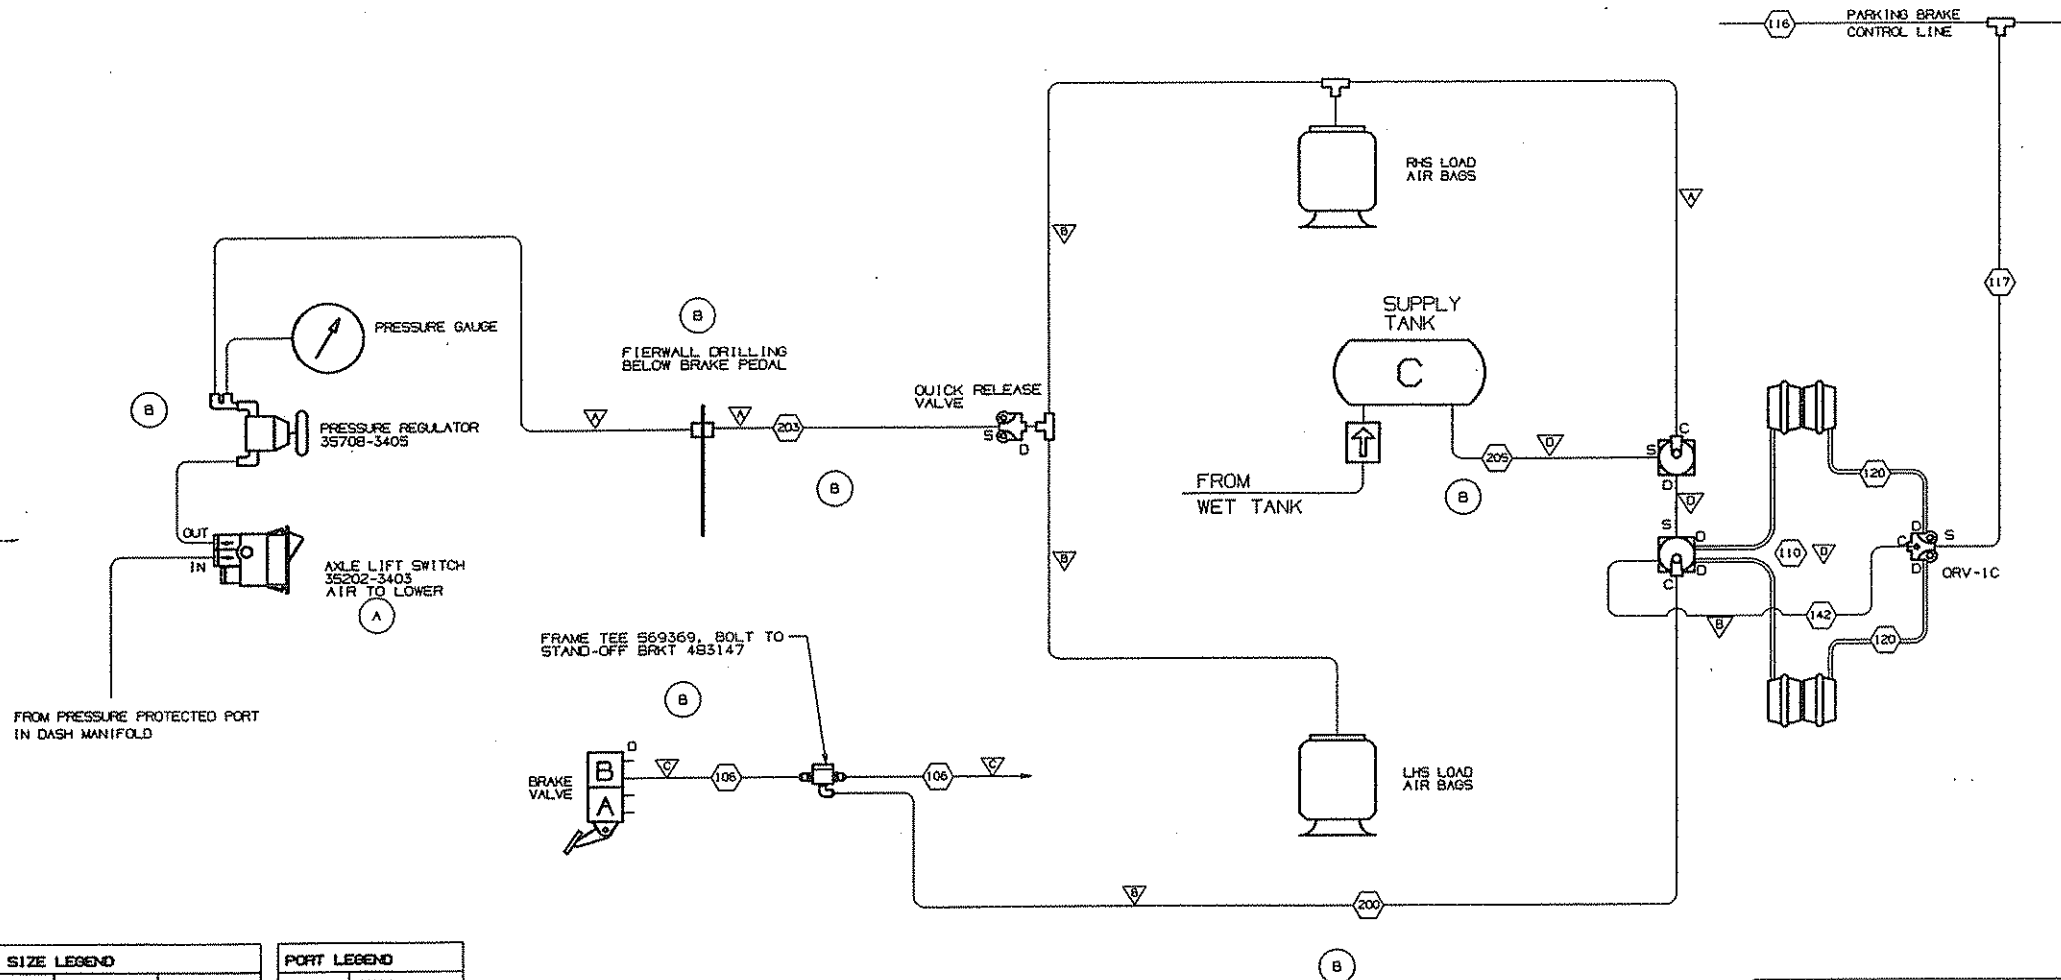 116
PARKING BRAKE
CONTROL LINE
RHS LOAD
AIR BAGS
A
B
117
SUPPLY
TANK
C
PRESSURE GAUGE
B
FIERWALL DRILLING
BELOW BRAKE PEDAL
QUICK RELEASE
VALVE
B
A
A
203
S
D
PRESSURE REGULATOR
35708-3405
C
S
D
205
D
120
FROM
WET TANK
B
B
D
S
D
D
C
110
D
D
C
S
D
QRV-1C
OUT
IN
AXLE LIFT SWITCH
35202-3403
AIR TO LOWER
A
B
B
142
120
FRAME TEE 569369, BOLT TO
STAND-OFF BRKT 483147
B
FROM PRESSURE PROTECTED PORT
IN DASH MANIFOLD
D
BRAKE
VALVE
B
A
C
106
106
C
LHS LOAD
AIR BAGS
B
200
SIZE LEGEND
PORT LEGEND
B